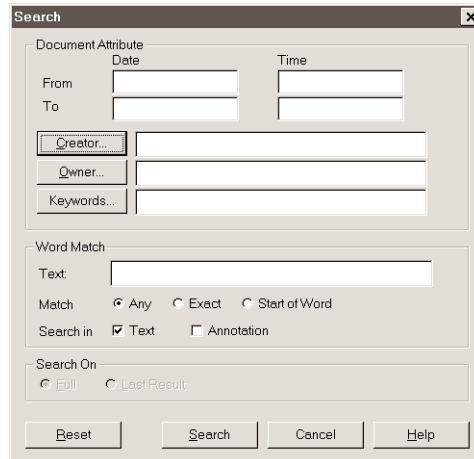 Search
Document Attribute
Date Time
From
To
Creator...
Owner...
Keywords...
Word Match
Text:
Match Any Exact Start of Word
Search in Text Annotation
Search On
Full Last Result
Reset Search Cancel Help